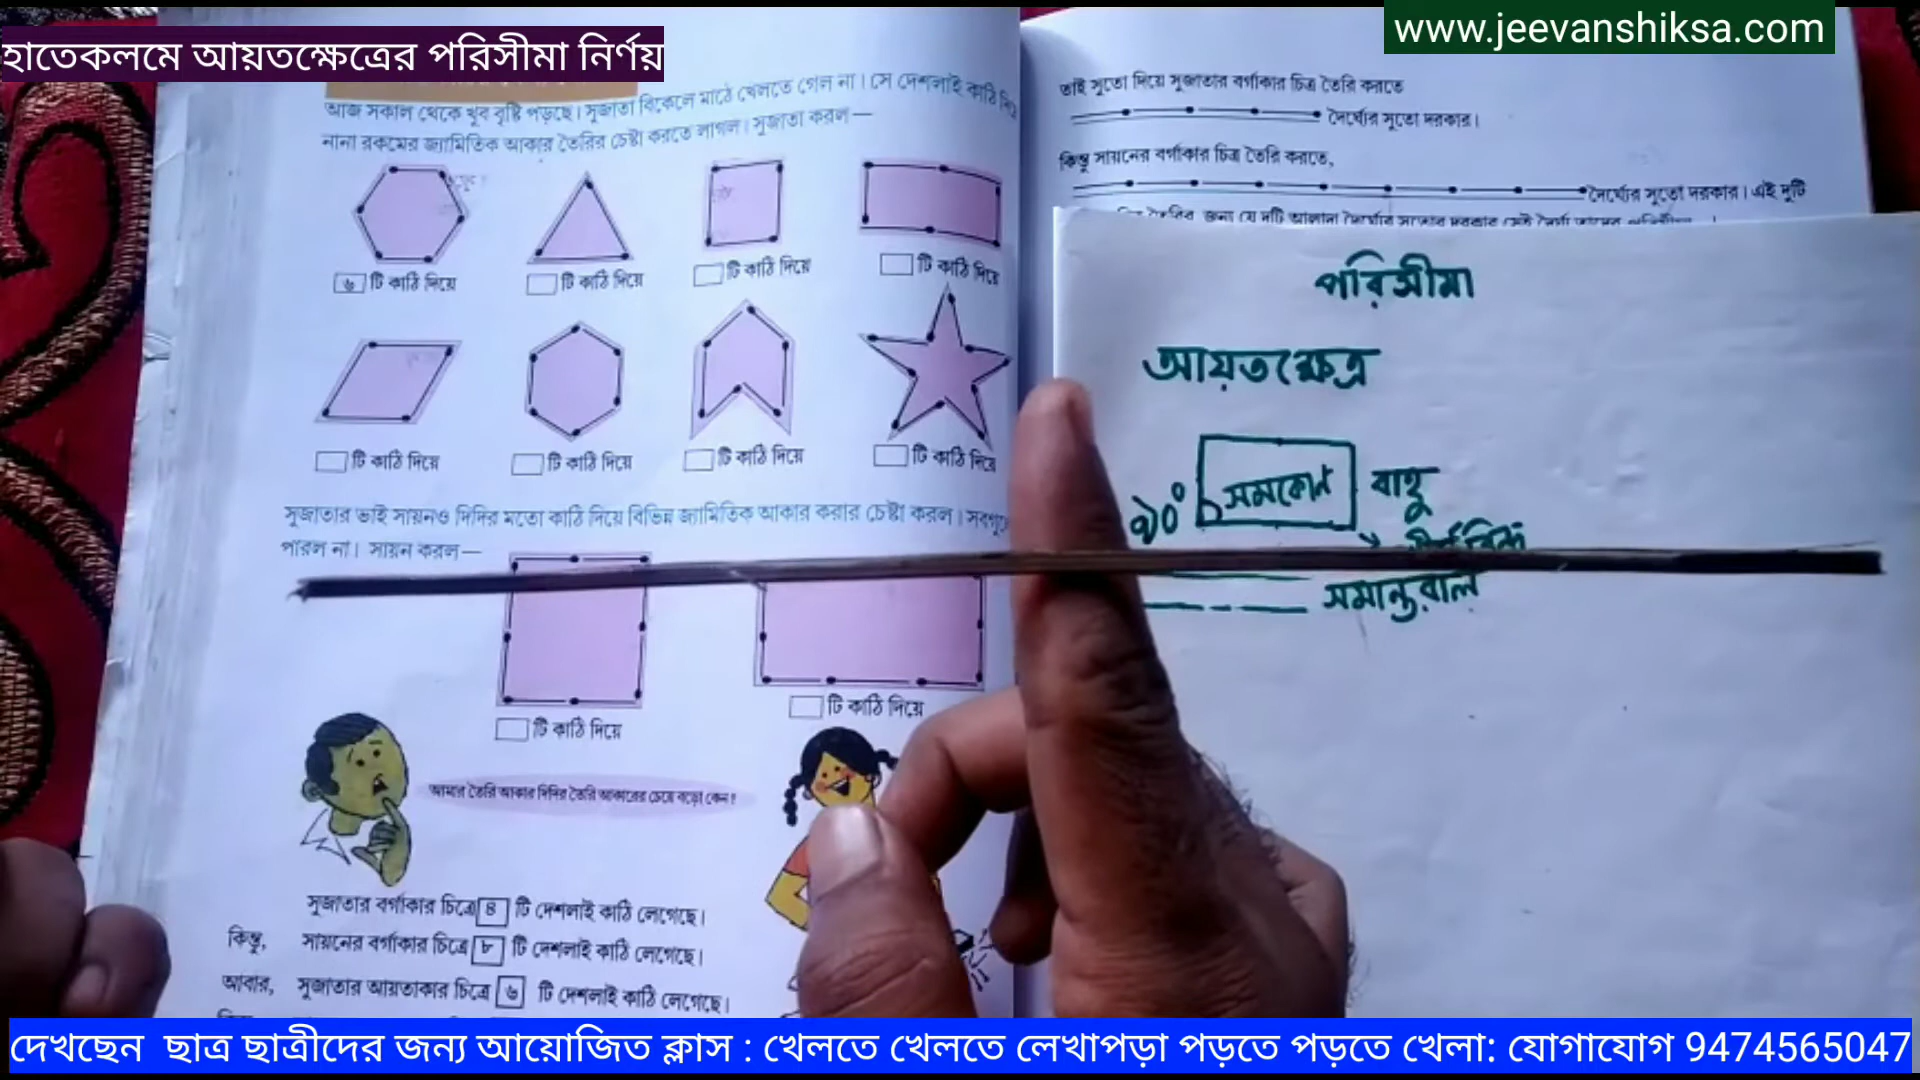 www.jeevanshiksa.com
হাতেকলমে আয়তক্ষেত্রের পরিসীমা নির্ণয়
আজ সকাল থেকে খুব বৃষ্টি পড়ছে। সুজাতা বিকেলে মাঠে খেলতে গেল না। সে দেশলাই কাঠি দিয়ে
নানা রকমের জ্যামিতিক আকার তৈরির চেষ্টা করতে লাগল। সুজাতা করল—
৬ টি কাঠি দিয়ে
টি কাঠি দিয়ে
টি কাঠি দিয়ে
টি কাঠি দিয়ে
টি কাঠি দিয়ে
টি কাঠি দিয়ে
টি কাঠি দিয়ে
টি কাঠি দিয়ে
সুজাতার ভাই সায়নও দিদির মতো কাঠি দিয়ে বিভিন্ন জ্যামিতিক আকার করার চেষ্টা করল।
পারল না। সায়ন করল—
টি কাঠি দিয়ে
টি কাঠি দিয়ে
আমার তৈরি আকার দিদির তৈরি আকারের চেয়ে বড়ো কেন?
সুজাতার বর্গাকার চিত্রে ৪ টি দেশলাই কাঠি লেগেছে।
কিন্তু, সায়নের বর্গাকার চিত্রে ৮ টি দেশলাই কাঠি লেগেছে।
আবার, সুজাতার আয়তাকার চিত্রে ৬ টি দেশলাই কাঠি লেগেছে।
তাই সুতো দিয়ে সুজাতার বর্গাকার চিত্র তৈরি করতে
দৈর্ঘ্যের সুতো দরকার।
কিন্তু সায়নের বর্গাকার চিত্র তৈরি করতে,
দৈর্ঘ্যের সুতো দরকার। এই দুটি
পরিসীমা
আয়তক্ষেত্র
৯০° সমকোণ বাহু
সমান্তরাল
দেখছেন ছাত্র ছাত্রীদের জন্য আয়োজিত ক্লাস : খেলতে খেলতে লেখাপড়া পড়তে পড়তে খেলা: যোগাযোগ 9474565047